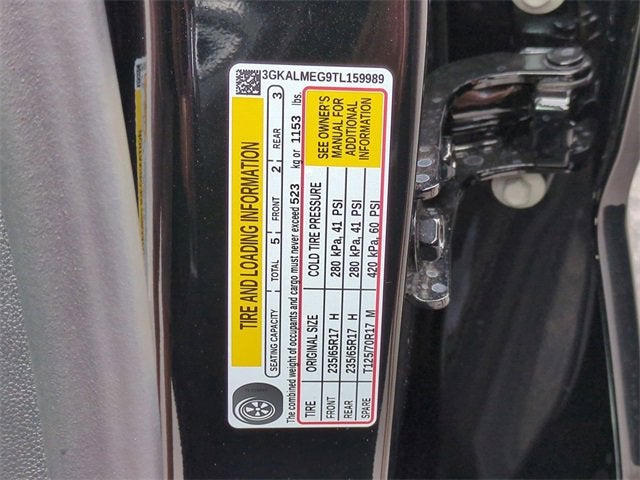 3GKALMEG9TL159989
TIRE AND LOADING INFORMATION
SEATING CAPACITY TOTAL 5 FRONT 2 REAR 3
The combined weight of occupants and cargo must never exceed 523 kg or 1153 lbs.
TIRE ORIGINAL SIZE COLD TIRE PRESSURE
FRONT 235/65R17 H 280 kPa, 41 PSI
REAR 235/65R17 H 280 kPa, 41 PSI
SPARE T125/70R17 M 420 kPa, 60 PSI
SEE OWNER'S
MANUAL FOR
ADDITIONAL
INFORMATION